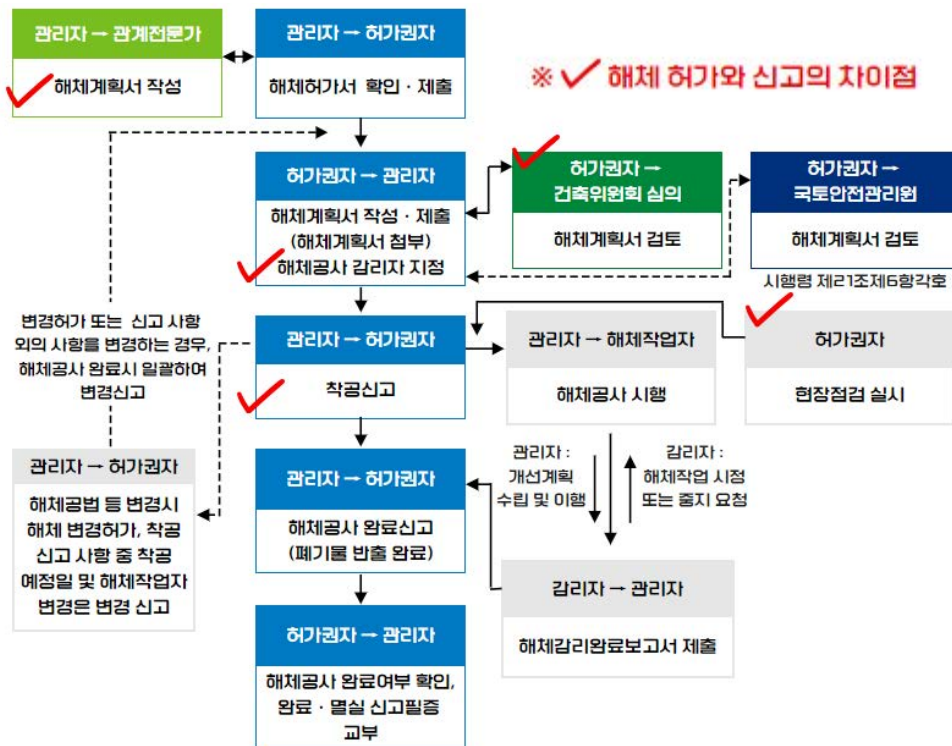 관리자 → 관계전문가
해체계획서 작성
관리자 → 허가권자
해체허가서 확인 · 제출
※ ✓ 해체 허가와 신고의 차이점
허가권자 → 관리자
해체계획서 작성 · 제출
(해체계획서 첨부)
해체공사 감리자 지정
허가권자 →
건축위원회 심의
해체계획서 검토
허가권자 →
국토안전관리원
해체계획서 검토
시행령 제21조제6항각호
변경허가 또는 신고 사항
외의 사항을 변경하는 경우,
해체공사 완료시 일괄하여
변경신고
관리자 → 허가권자
착공신고
관리자 → 해체작업자
해체공사 시행
허가권자
현장점검 실시
관리자 → 허가권자
해체공법 등 변경시
해체 변경허가, 착공
신고 사항 중 착공
예정일 및 해체작업자
변경은 변경 신고
관리자 → 허가권자
해체공사 완료신고
(폐기물 반출 완료)
관리자 :
개선계획
수립 및 이행
감리자 :
해체작업 시정
또는 중지 요청
감리자 → 관리자
해체감리완료보고서 제출
허가권자 → 관리자
해체공사 완료여부 확인,
완료 · 멸실 신고필증
교부